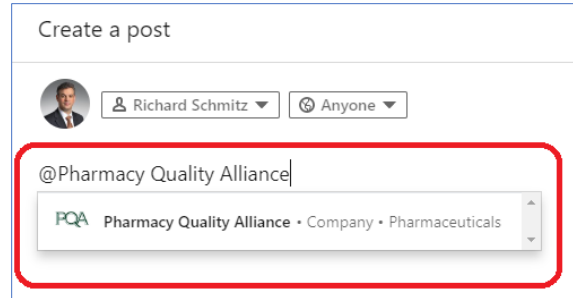 Create a post
Richard Schmitz Anyone
@Pharmacy Quality Alliance
PQA Pharmacy Quality Alliance • Company • Pharmaceuticals